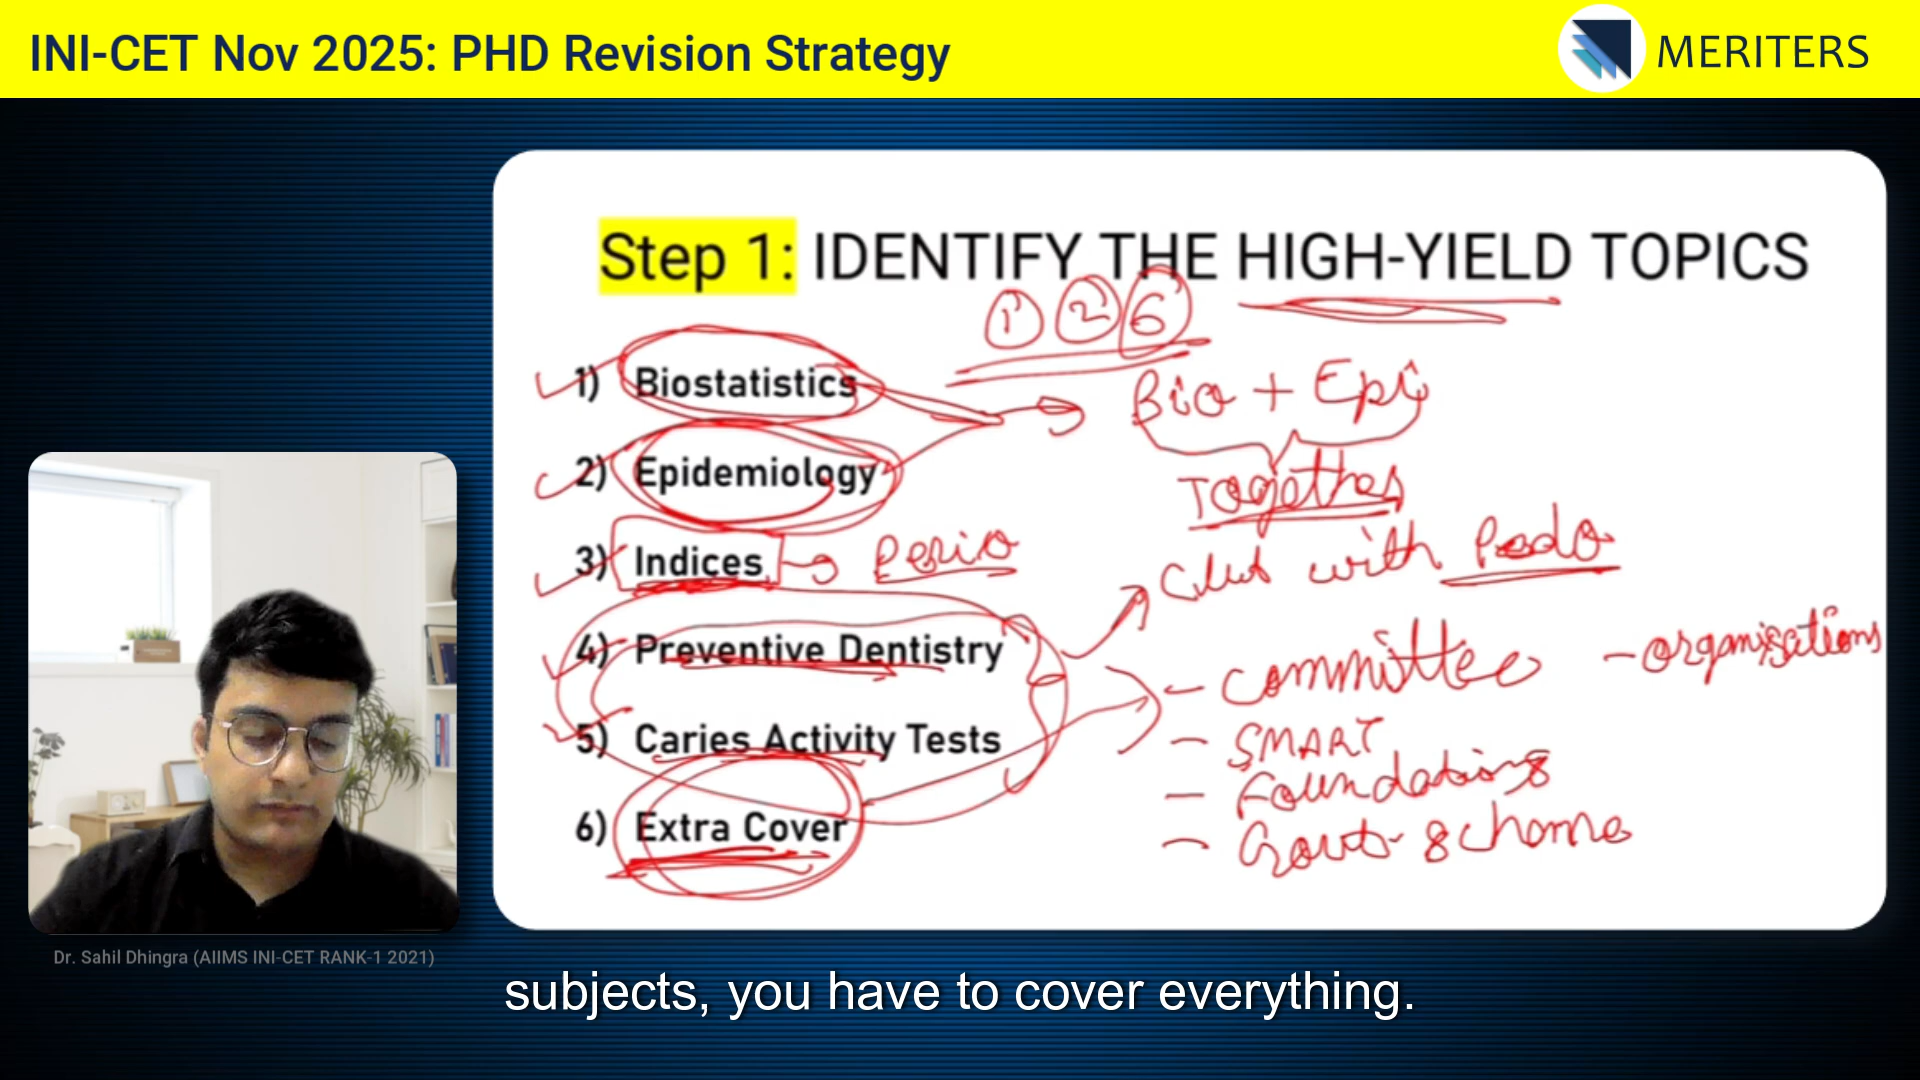 INI-CET Nov 2025: PHD Revision Strategy
MERITERS
Step 1: IDENTIFY THE HIGH-YIELD TOPICS
1 2 6
1) Biostatistics
Bio + Epi
2) Epidemiology
Together
3) Indices → Perio
Club with Pedo
4) Preventive Dentistry
- Committee - organisations
5) Caries Activity Tests
- SMART
- Foundations
6) Extra Cover
- Govt scheme
Dr. Sahil Dhingra (AIIMS INI-CET RANK-1 2021)
subjects, you have to cover everything.